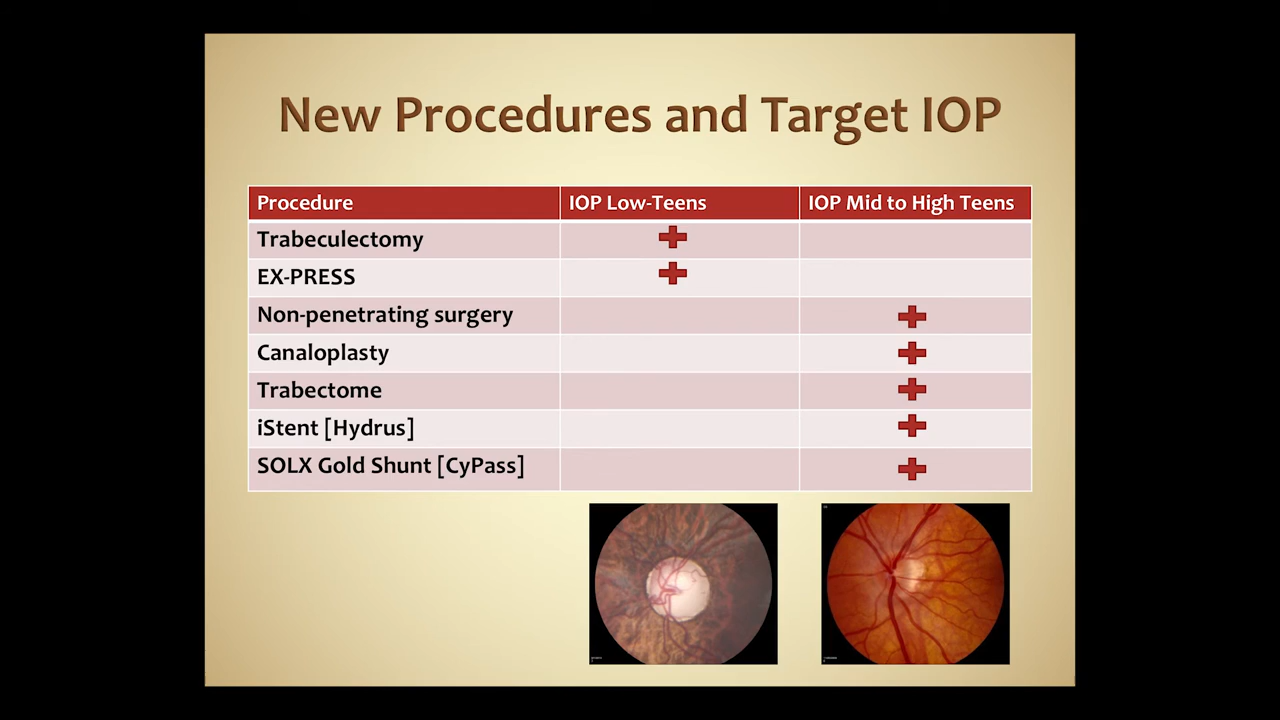 New Procedures and Target IOP
Procedure IOP Low-Teens IOP Mid to High Teens
Trabeculectomy
EX-PRESS
Non-penetrating surgery
Canaloplasty
Trabectome
iStent [Hydrus]
SOLX Gold Shunt [CyPass]